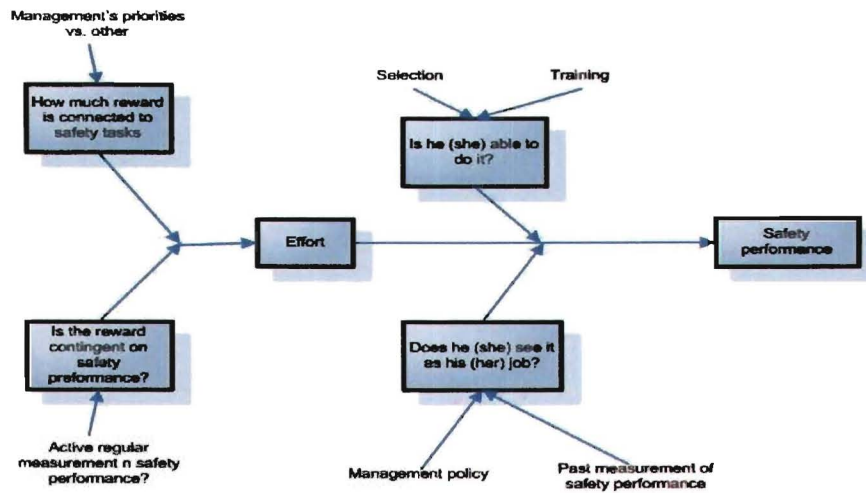 Management's priorities
vs. other
How much reward
is connected to
safety tasks
Selection
Training
Is he (she) able to
do it?
Effort
Safety
performance
Is the reward
contingent on
safety
preformance?
Does he (she) see it
as his (her) job?
Active regular
measurement n safety
performance?
Management policy
Past measurement of
safety performance